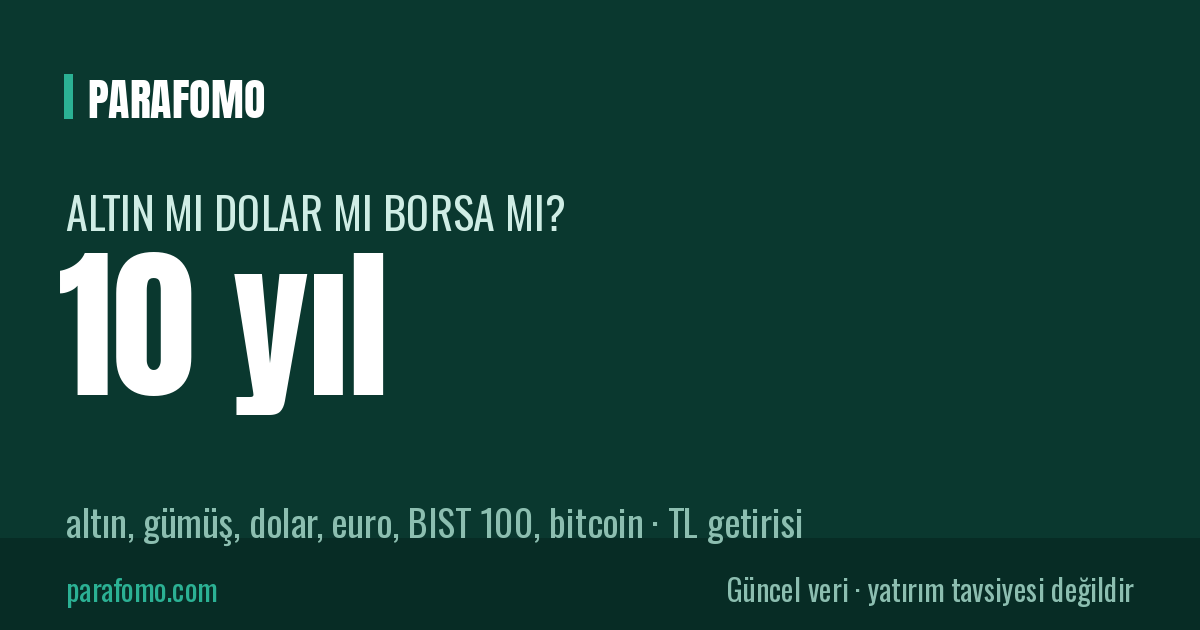 PARAFOMO
ALTIN MI DOLAR MI BORSA MI?
10 yıl
altın, gümüş, dolar, euro, BIST 100, bitcoin · TL getirisi
parafomo.com
Güncel veri · yatırım tavsiyesi değildir